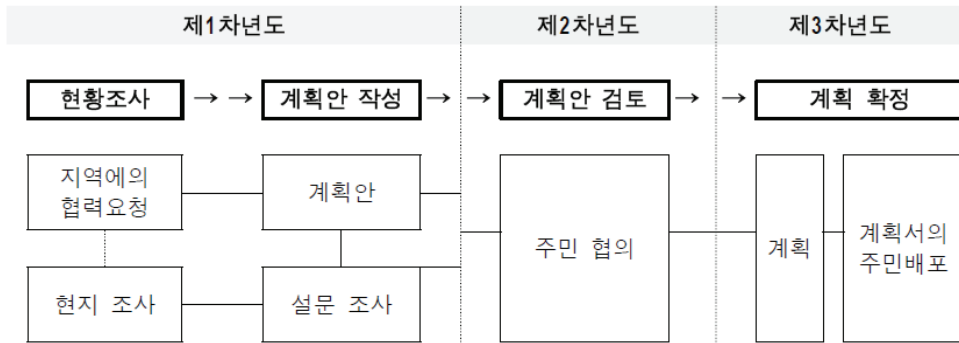 제1차년도 제2차년도 제3차년도
현황조사 → → 계획안 작성 → → 계획안 검토 → → 계획 확정
지역에의
협력요청
계획안
현지 조사
설문 조사
주민 협의
계획
계획서의
주민배포